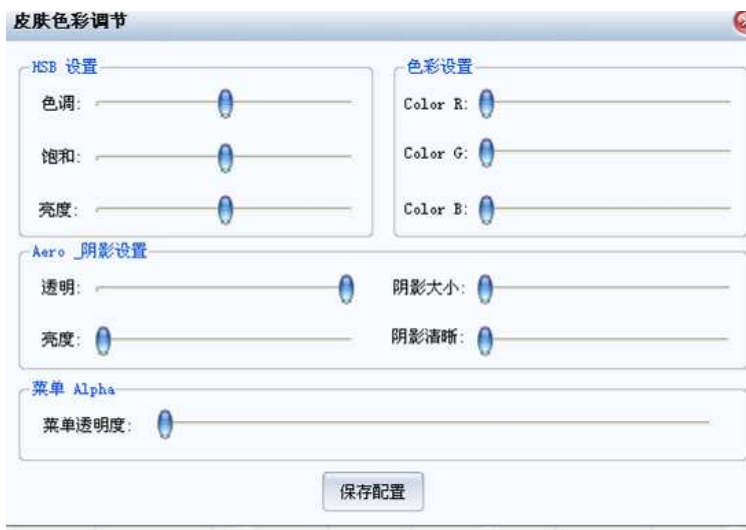 皮肤色彩调节
HSB 设置
色调:
饱和:
亮度:
色彩设置
Color R:
Color G:
Color B:
Aero _阴影设置
透明:
阴影大小:
亮度:
阴影清晰:
菜单 Alpha
菜单透明度:
保存配置